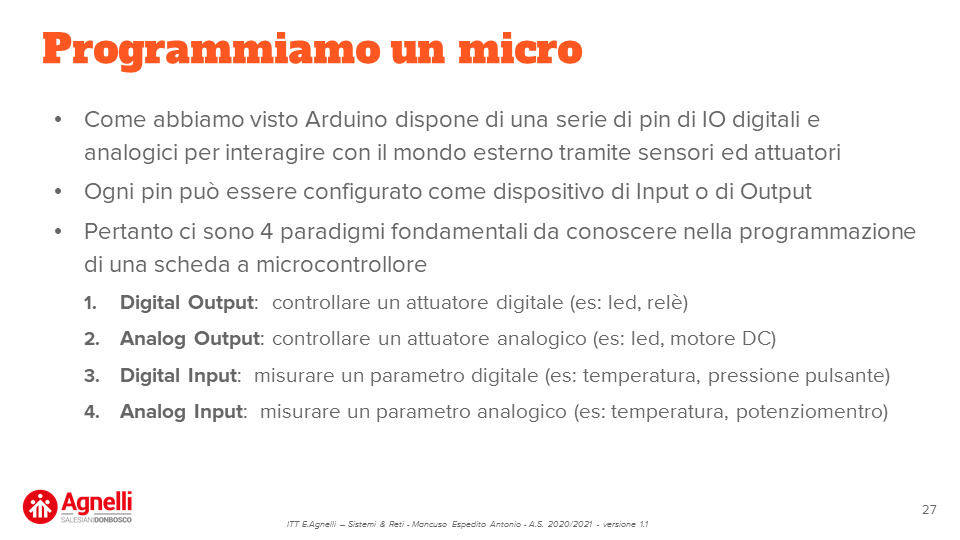 Programmiamo un micro
• Come abbiamo visto Arduino dispone di una serie di pin di IO digitali e
analogici per interagire con il mondo esterno tramite sensori ed attuatori
• Ogni pin può essere configurato come dispositivo di Input o di Output
• Pertanto ci sono 4 paradigmi fondamentali da conoscere nella programmazione
di una scheda a microcontrollore
1. Digital Output: controllare un attuatore digitale (es: led, relè)
2. Analog Output: controllare un attuatore analogico (es: led, motore DC)
3. Digital Input: misurare un parametro digitale (es: temperatura, pressione pulsante)
4. Analog Input: misurare un parametro analogico (es: temperatura, potenziomentro)
Agnelli
SALESIANI DONBOSCO
ITT E.Agnelli – Sistemi & Reti - Mancuso Espedito Antonio - A.S. 2020/2021 - versione 1.1
27